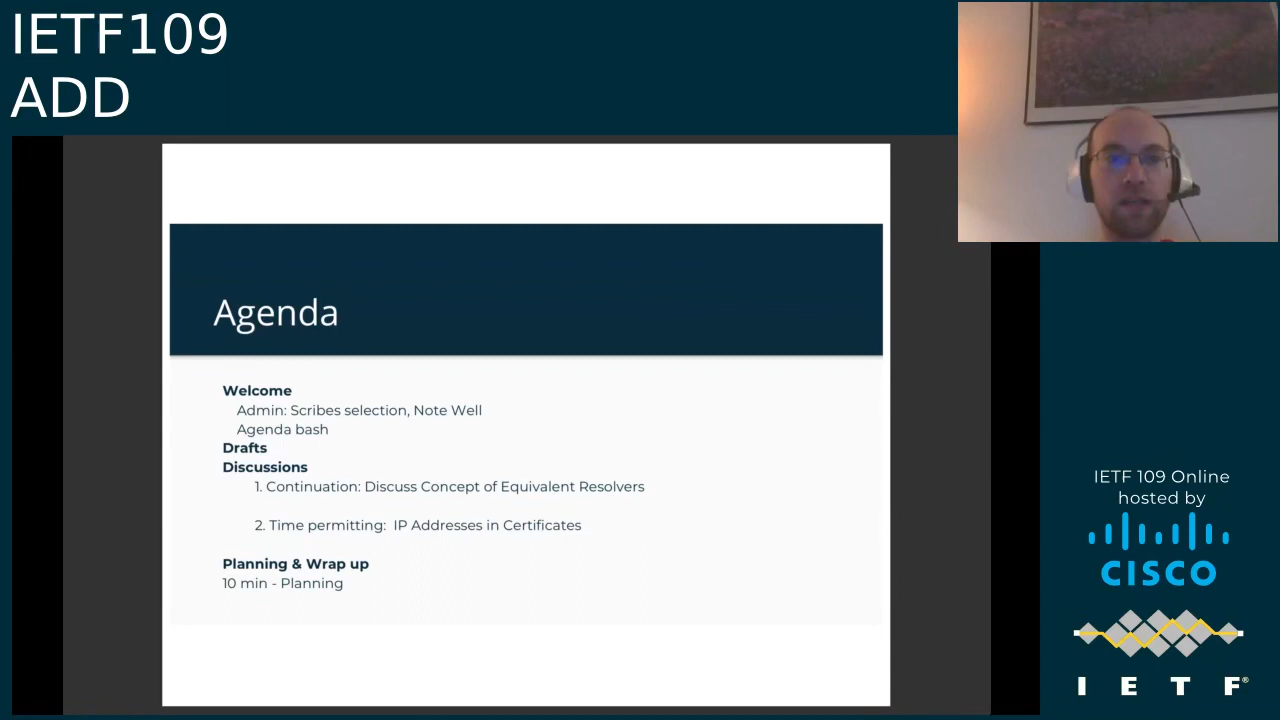 IETF109
ADD
Agenda
Welcome
Admin: Scribes selection, Note Well
Agenda bash
Drafts
Discussions
1. Continuation: Discuss Concept of Equivalent Resolvers
2. Time permitting: IP Addresses in Certificates
Planning & Wrap up
10 min - Planning
IETF 109 Online
hosted by
CISCO
I E T F®